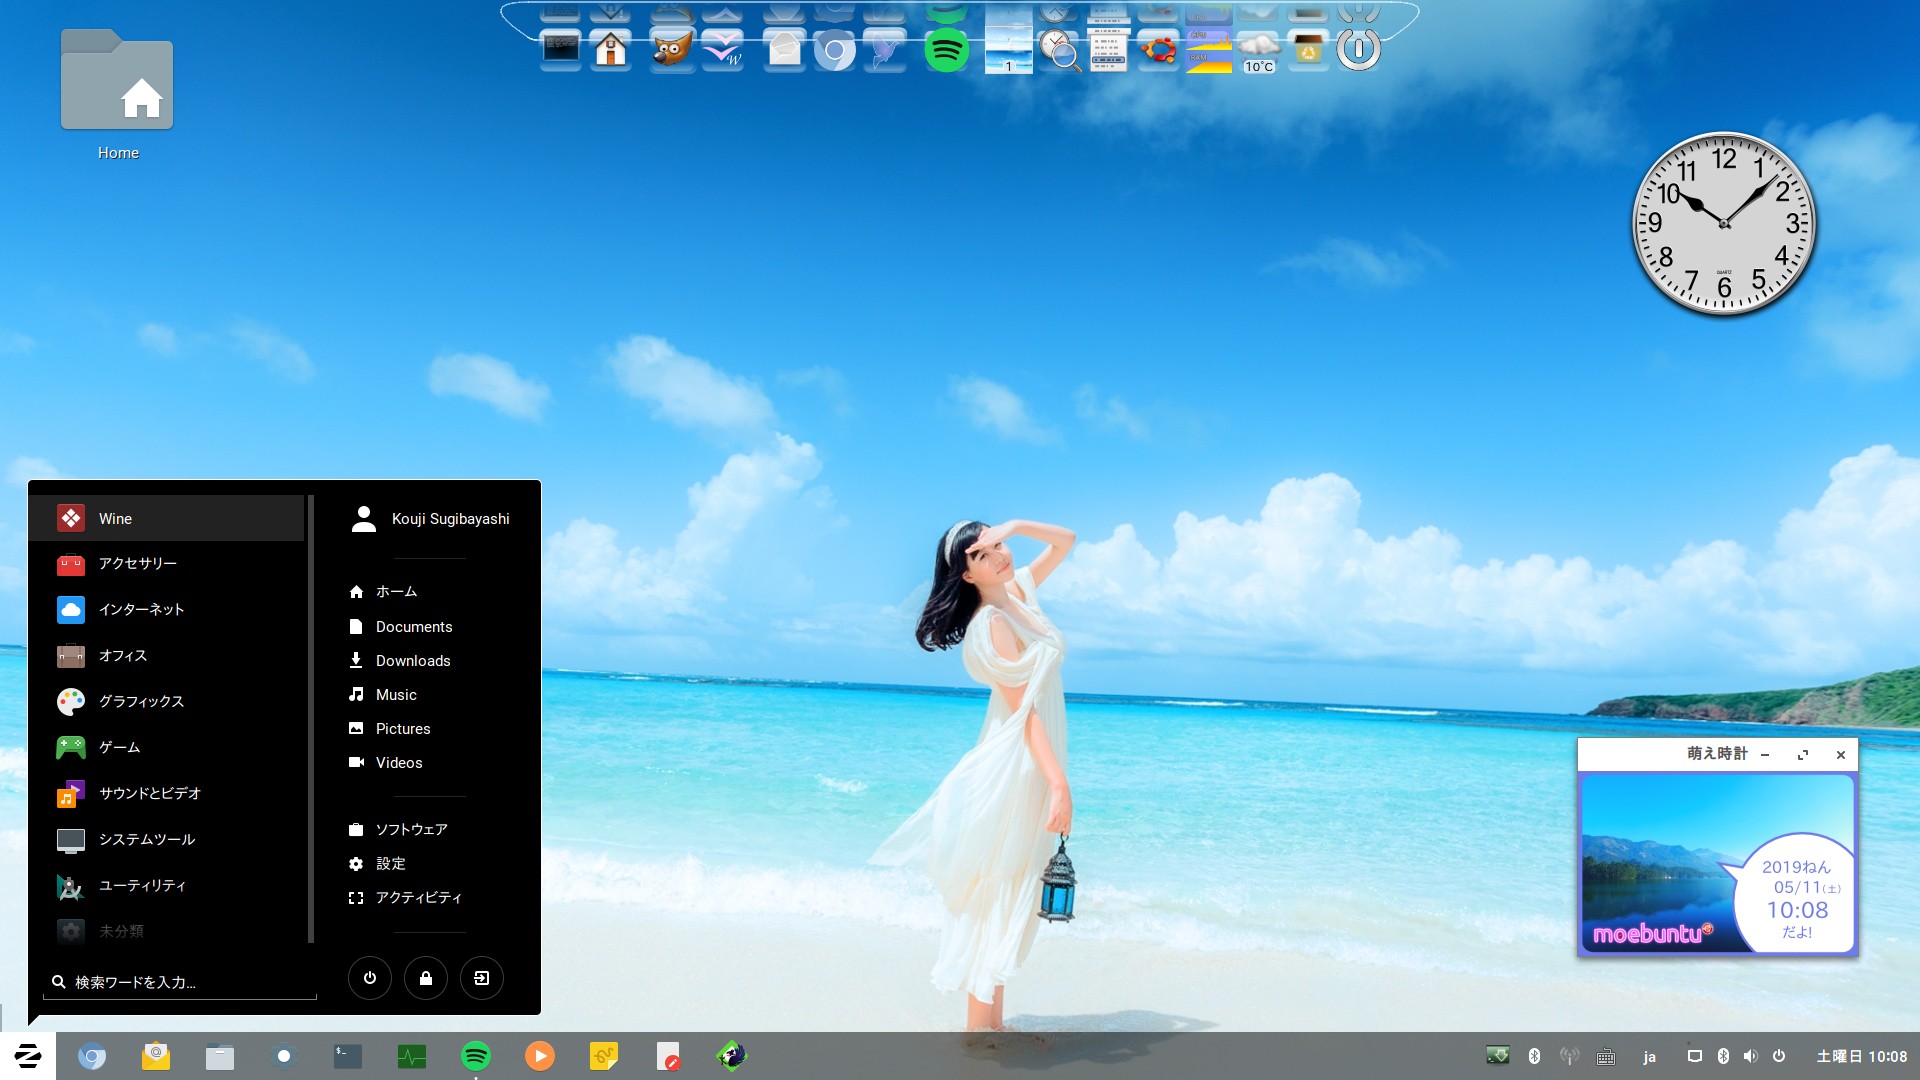 1
CPU
RAM
10°C
Home
12
1
2
3
4
5
6
7
8
9
10
11
QUARTZ
Wine
アクセサリー
インターネット
オフィス
グラフィックス
ゲーム
サウンドとビデオ
システムツール
ユーティリティ
未分類
検索ワードを入力...
Kouji Sugibayashi
ホーム
Documents
Downloads
Music
Pictures
Videos
ソフトウェア
設定
アクティビティ
萌え時計
2019ねん
05/11(土)
10:08
だよ!
moebuntu
ja
土曜日 10:08